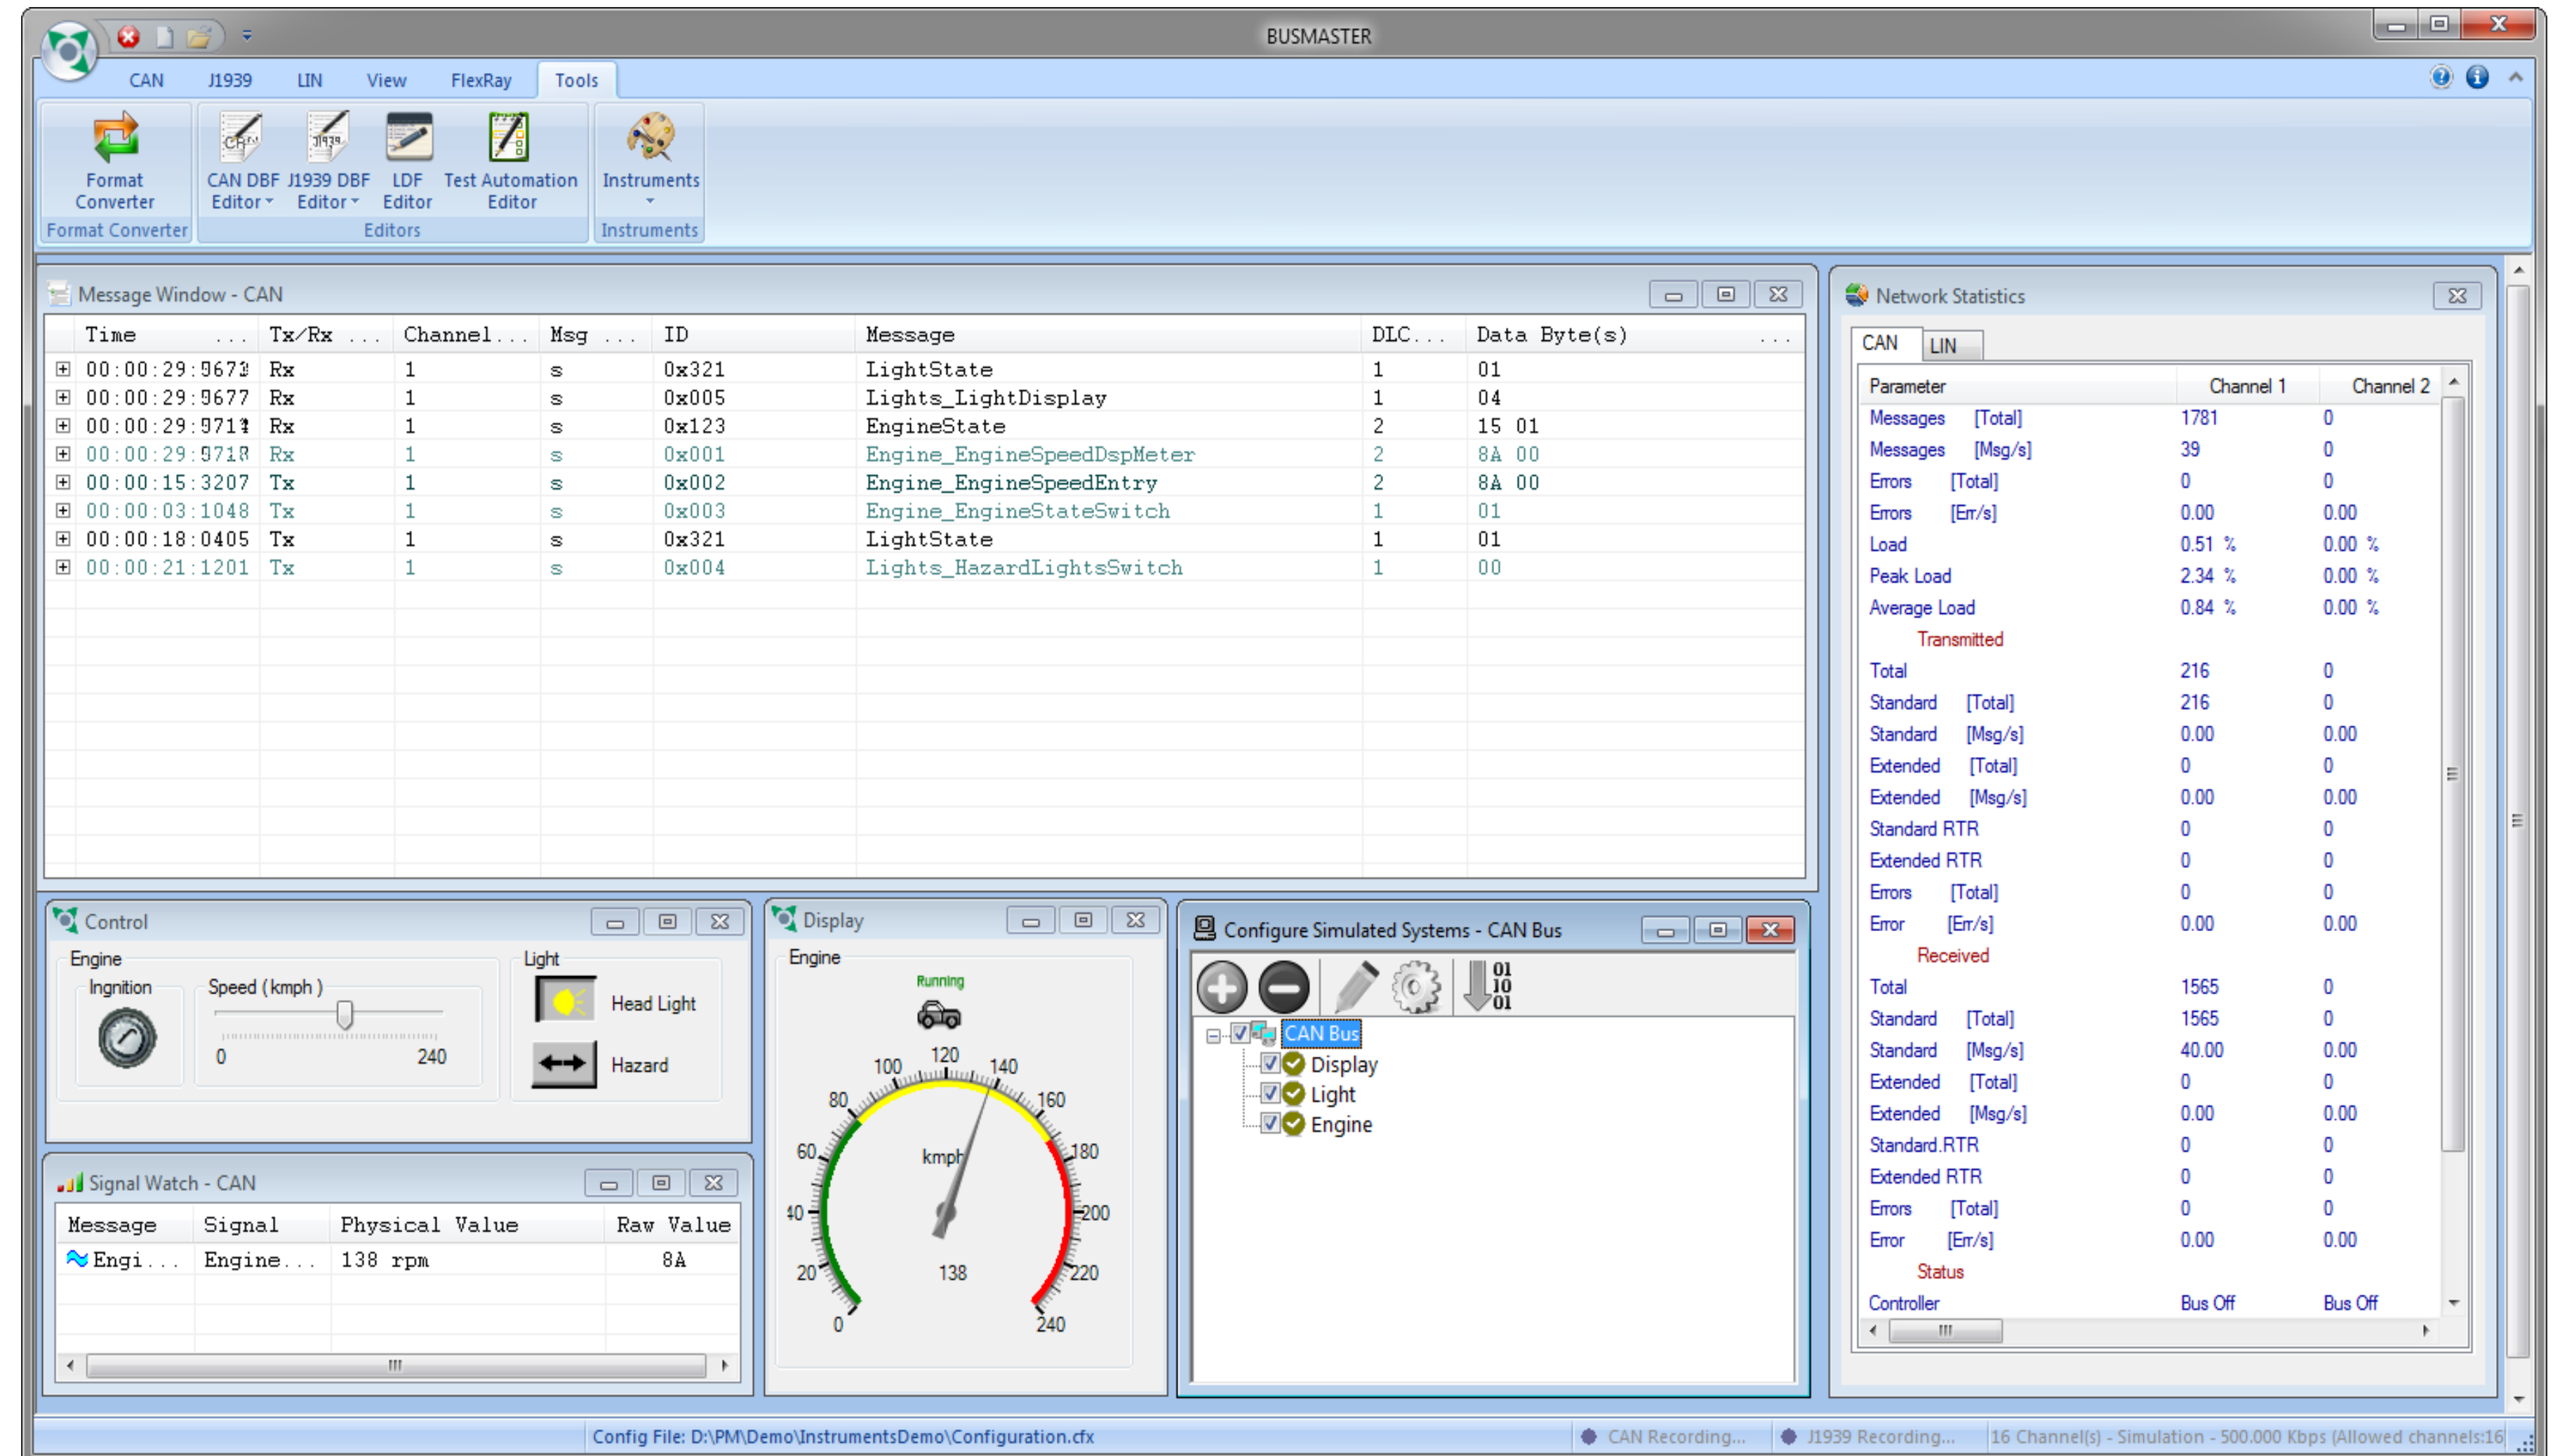 BUSMASTER
CAN J1939 LIN View FlexRay Tools
Format Converter
CAN DBF Editor
J1939 DBF Editor
LDF Editor
Test Automation Editor
Instruments
Format Converter Editors Instruments
Message Window - CAN
Time ... Tx/Rx ... Channel... Msg ... ID Message DLC... Data Byte(s) ...
Rx 1 s 0x321 LightState 1 01
00:00:29:9677 Rx 1 s 0x005 Lights_LightDisplay 1 04
Rx 1 s 0x123 EngineState 2 15 01
Rx 1 s 0x001 Engine_EngineSpeedDspMeter 2 8A 00
00:00:15:3207 Tx 1 s 0x002 Engine_EngineSpeedEntry 2 8A 00
00:00:03:1048 Tx 1 s 0x003 Engine_EngineStateSwitch 1 01
00:00:18:0405 Tx 1 s 0x321 LightState 1 01
00:00:21:1201 Tx 1 s 0x004 Lights_HazardLightsSwitch 1 00
Network Statistics
CAN LIN
Parameter Channel 1 Channel 2
Messages [Total] 1781 0
Messages [Msg/s] 39 0
Errors [Total] 0 0
Errors [Err/s] 0.00 0.00
Load 0.51 % 0.00 %
Peak Load 2.34 % 0.00 %
Average Load 0.84 % 0.00 %
Transmitted
Total 216 0
Standard [Total] 216 0
Standard [Msg/s] 0.00 0.00
Extended [Total] 0 0
Extended [Msg/s] 0.00 0.00
Standard RTR 0 0
Extended RTR 0 0
Errors [Total] 0 0
Error [Err/s] 0.00 0.00
Received
Total 1565 0
Standard [Total] 1565 0
Standard [Msg/s] 40.00 0.00
Extended [Total] 0 0
Extended [Msg/s] 0.00 0.00
Standard.RTR 0 0
Extended RTR 0 0
Errors [Total] 0 0
Error [Err/s] 0.00 0.00
Status
Controller Bus Off Bus Off
Control
Engine
Ingnition
Speed ( kmph )
0 240
Light
Head Light
Hazard
Signal Watch - CAN
Message Signal Physical Value Raw Value
Engi... Engine... 138 rpm 8A
Display
Engine
Running
0 20 40 60 80 100 120 140 160 180 200 220 240
kmph
138
Configure Simulated Systems - CAN Bus
01
10
01
CAN Bus
Display
Light
Engine
Config File: D:\PM\Demo\InstrumentsDemo\Configuration.cfx
CAN Recording...
J1939 Recording...
16 Channel(s) - Simulation - 500.000 Kbps (Allowed channels:16